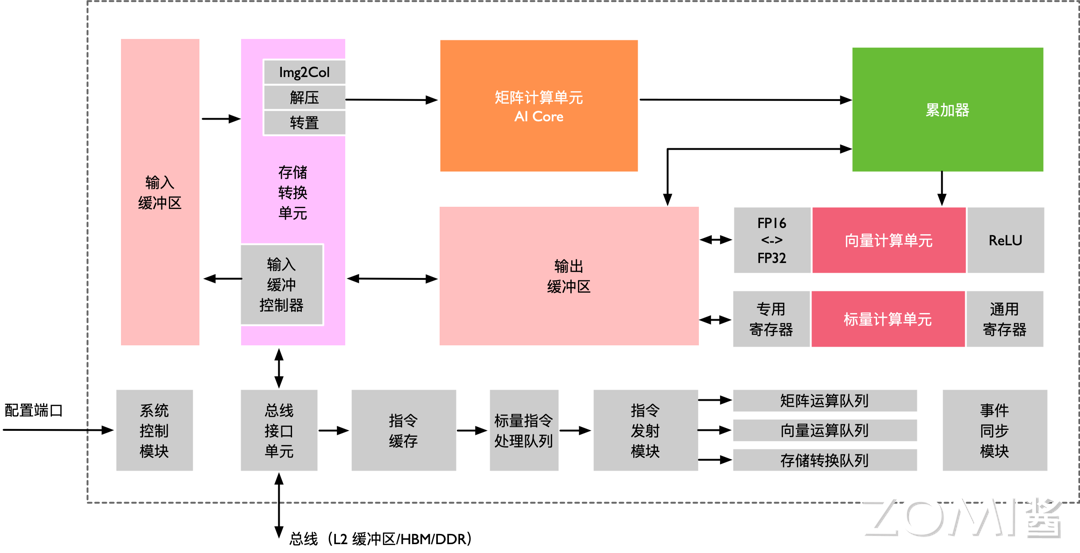 输入
缓冲区
Img2Col
解压
转置
存储
转换
单元
输入
缓冲
控制器
矩阵计算单元
AI Core
累加器
输出
缓冲区
FP16
<->
FP32
向量计算单元
ReLU
专用
寄存器
标量计算单元
通用
寄存器
配置端口
系统
控制
模块
总线
接口
单元
指令
缓存
标量指令
处理队列
指令
发射
模块
矩阵运算队列
向量运算队列
存储转换队列
事件
同步
模块
总线（L2 缓冲区/HBM/DDR）
ZOMI酱